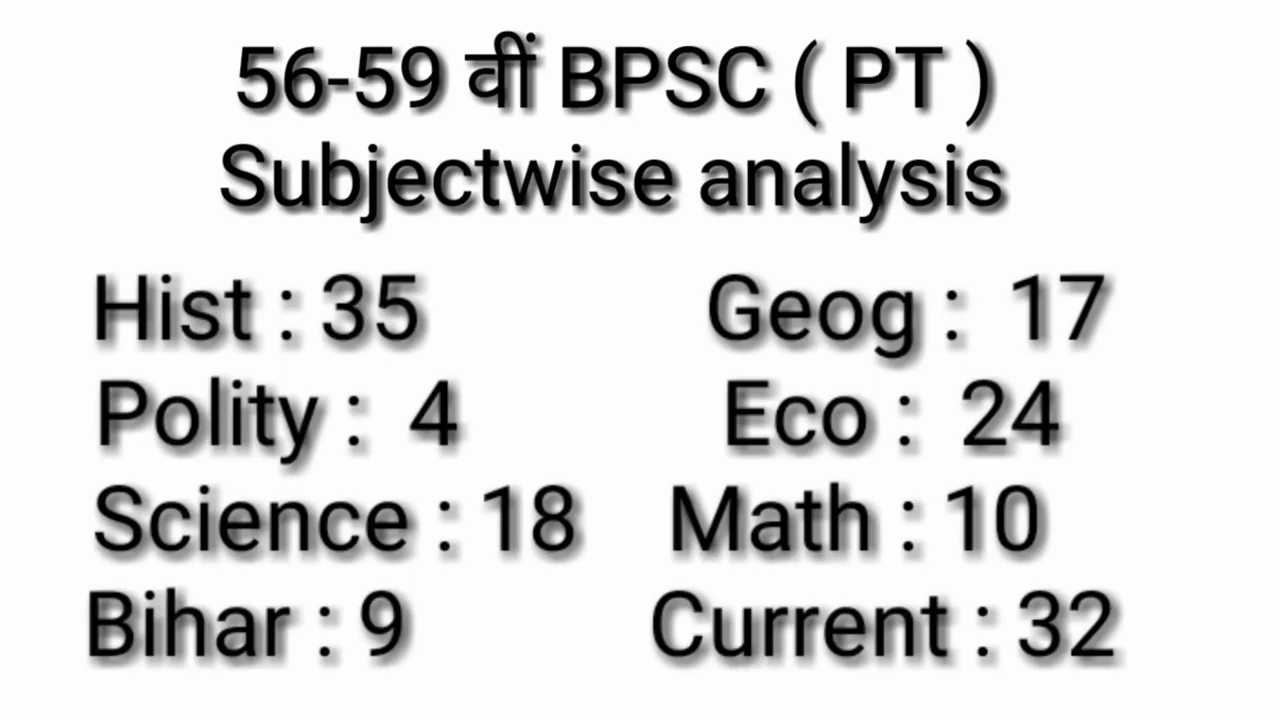 56-59 वीं BPSC ( PT )
Subjectwise analysis
Hist : 35 Geog : 17
Polity : 4 Eco : 24
Science : 18 Math : 10
Bihar : 9 Current : 32